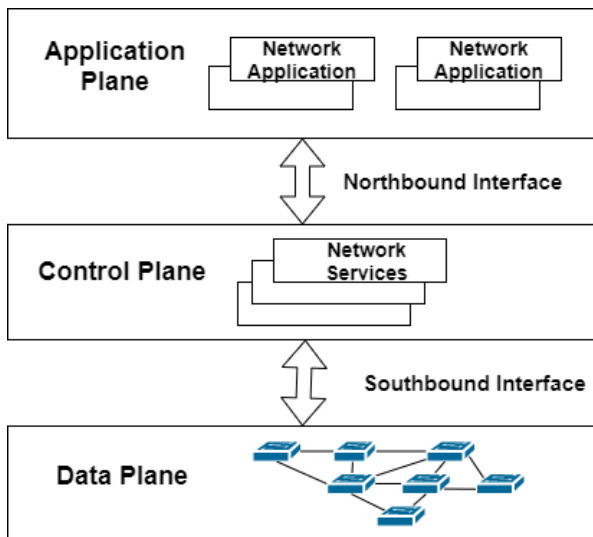 Application
Plane
Network
Application
Network
Application
Northbound Interface
Control Plane
Network
Services
Southbound Interface
Data Plane